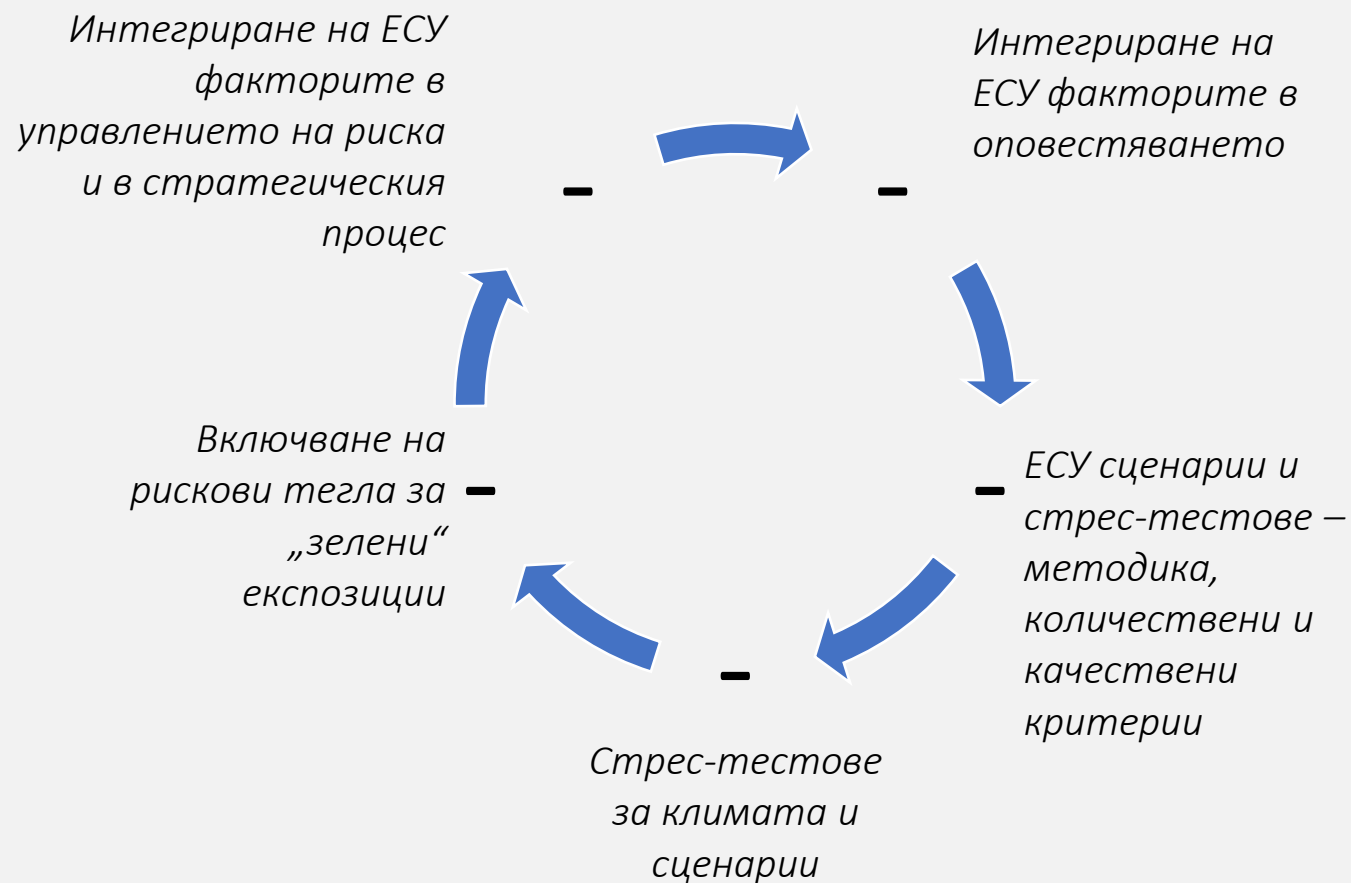 Интегриране на ЕСУ
факторите в
управлението на риска
и в стратегическия
процес
Интегриране на
ЕСУ факторите в
оповестяването
ЕСУ сценарии и
стрес-тестове –
методика,
количествени и
качествени
критерии
Стрес-тестове
за климата и
сценарии
Включване на
рискови тегла за
„зелени“
експозиции